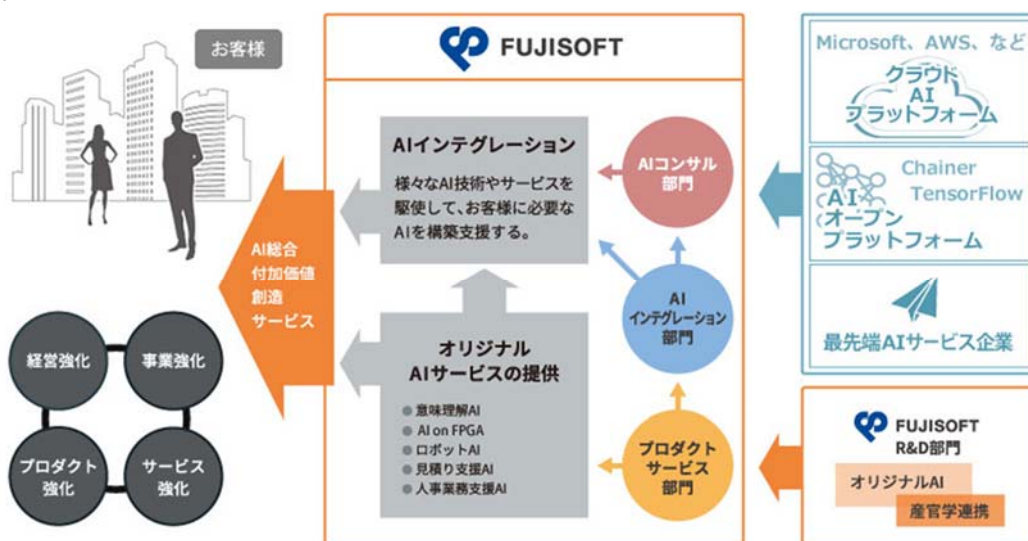 お客様
経営強化
事業強化
プロダクト
強化
サービス
強化
AI総合
付加価値
創造
サービス
FUJISOFT
AIインテグレーション
様々なAI技術やサービスを
駆使して、お客様に必要な
AIを構築支援する。
オリジナル
AIサービスの提供
● 意味理解AI
● AI on FPGA
● ロボットAI
● 見積り支援AI
● 人事業務支援AI
AIコンサル
部門
AI
インテグレーション
部門
プロダクト
サービス
部門
Microsoft、AWS、など
クラウド
AI
プラットフォーム
Chainer
TensorFlow
AI
オープン
プラットフォーム
最先端AIサービス企業
FUJISOFT
R&D部門
オリジナルAI
産官学連携